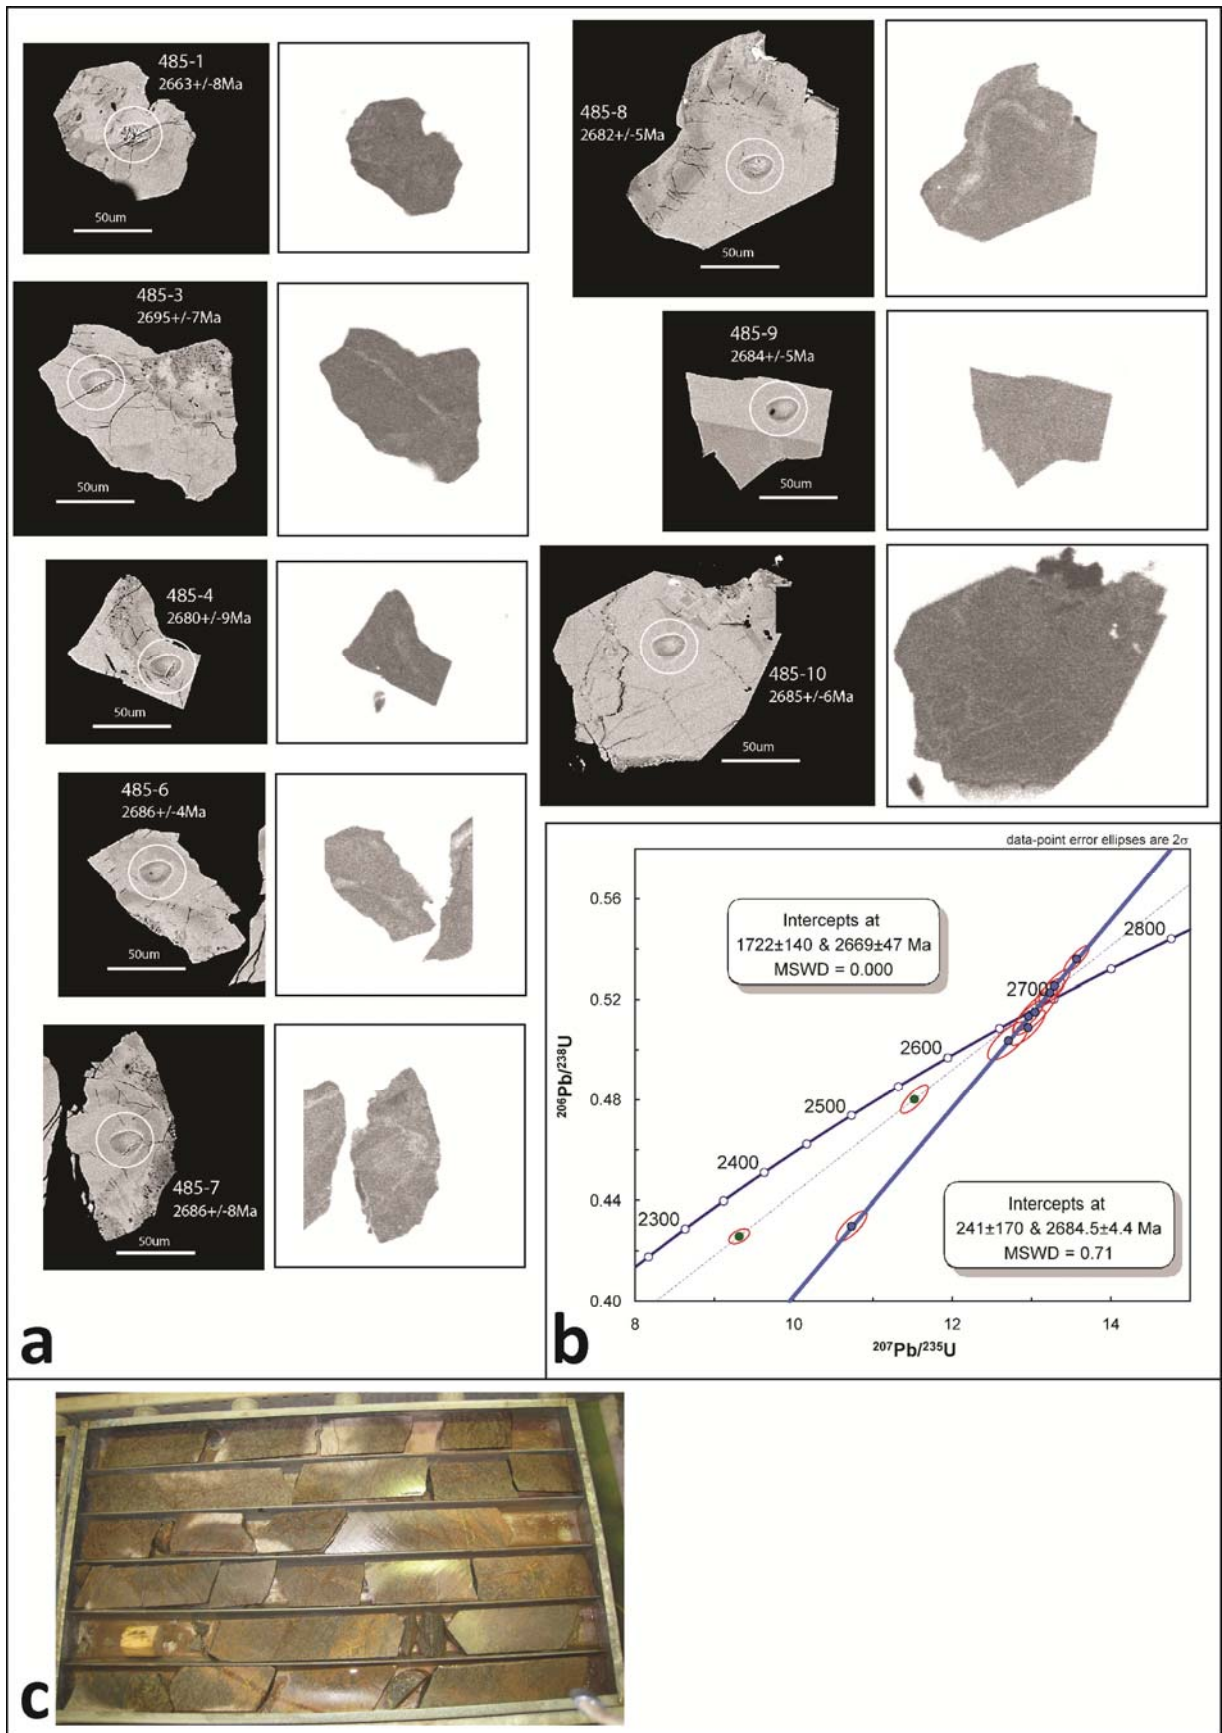 485-1
2663+/-8Ma
50um
485-3
2695+/-7Ma
50um
485-4
2680+/-9Ma
50um
485-6
2686+/-4Ma
50um
485-7
2686+/-8Ma
50um
a
485-8
2682+/-5Ma
50um
485-9
2684+/-5Ma
50um
485-10
2685+/-6Ma
50um
data-point error ellipses are 2σ
0.56
0.52
0.48
0.44
0.40
²⁰⁶Pb/²³⁸U
Intercepts at
1722±140 & 2669±47 Ma
MSWD = 0.000
2800
2700
2600
2500
2400
2300
Intercepts at
241±170 & 2684.5±4.4 Ma
MSWD = 0.71
8 10 12 14
²⁰⁷Pb/²³⁵U
b
c